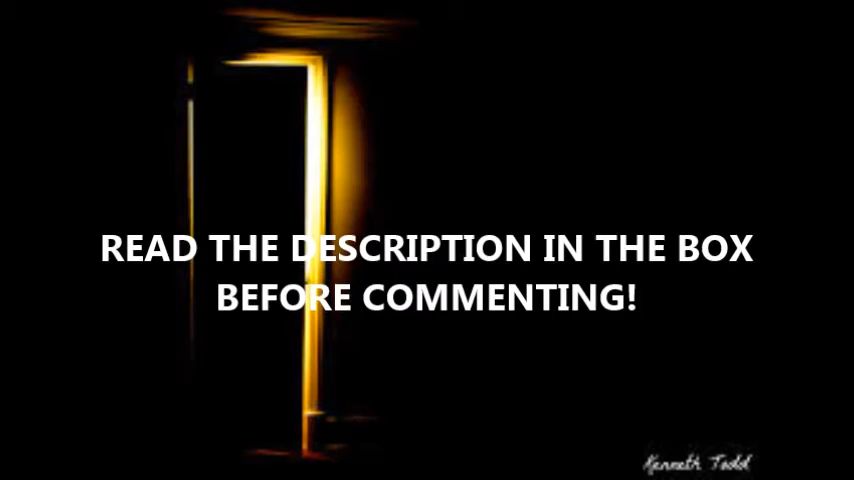 READ THE DESCRIPTION IN THE BOX
BEFORE COMMENTING!
Kenneth Todd